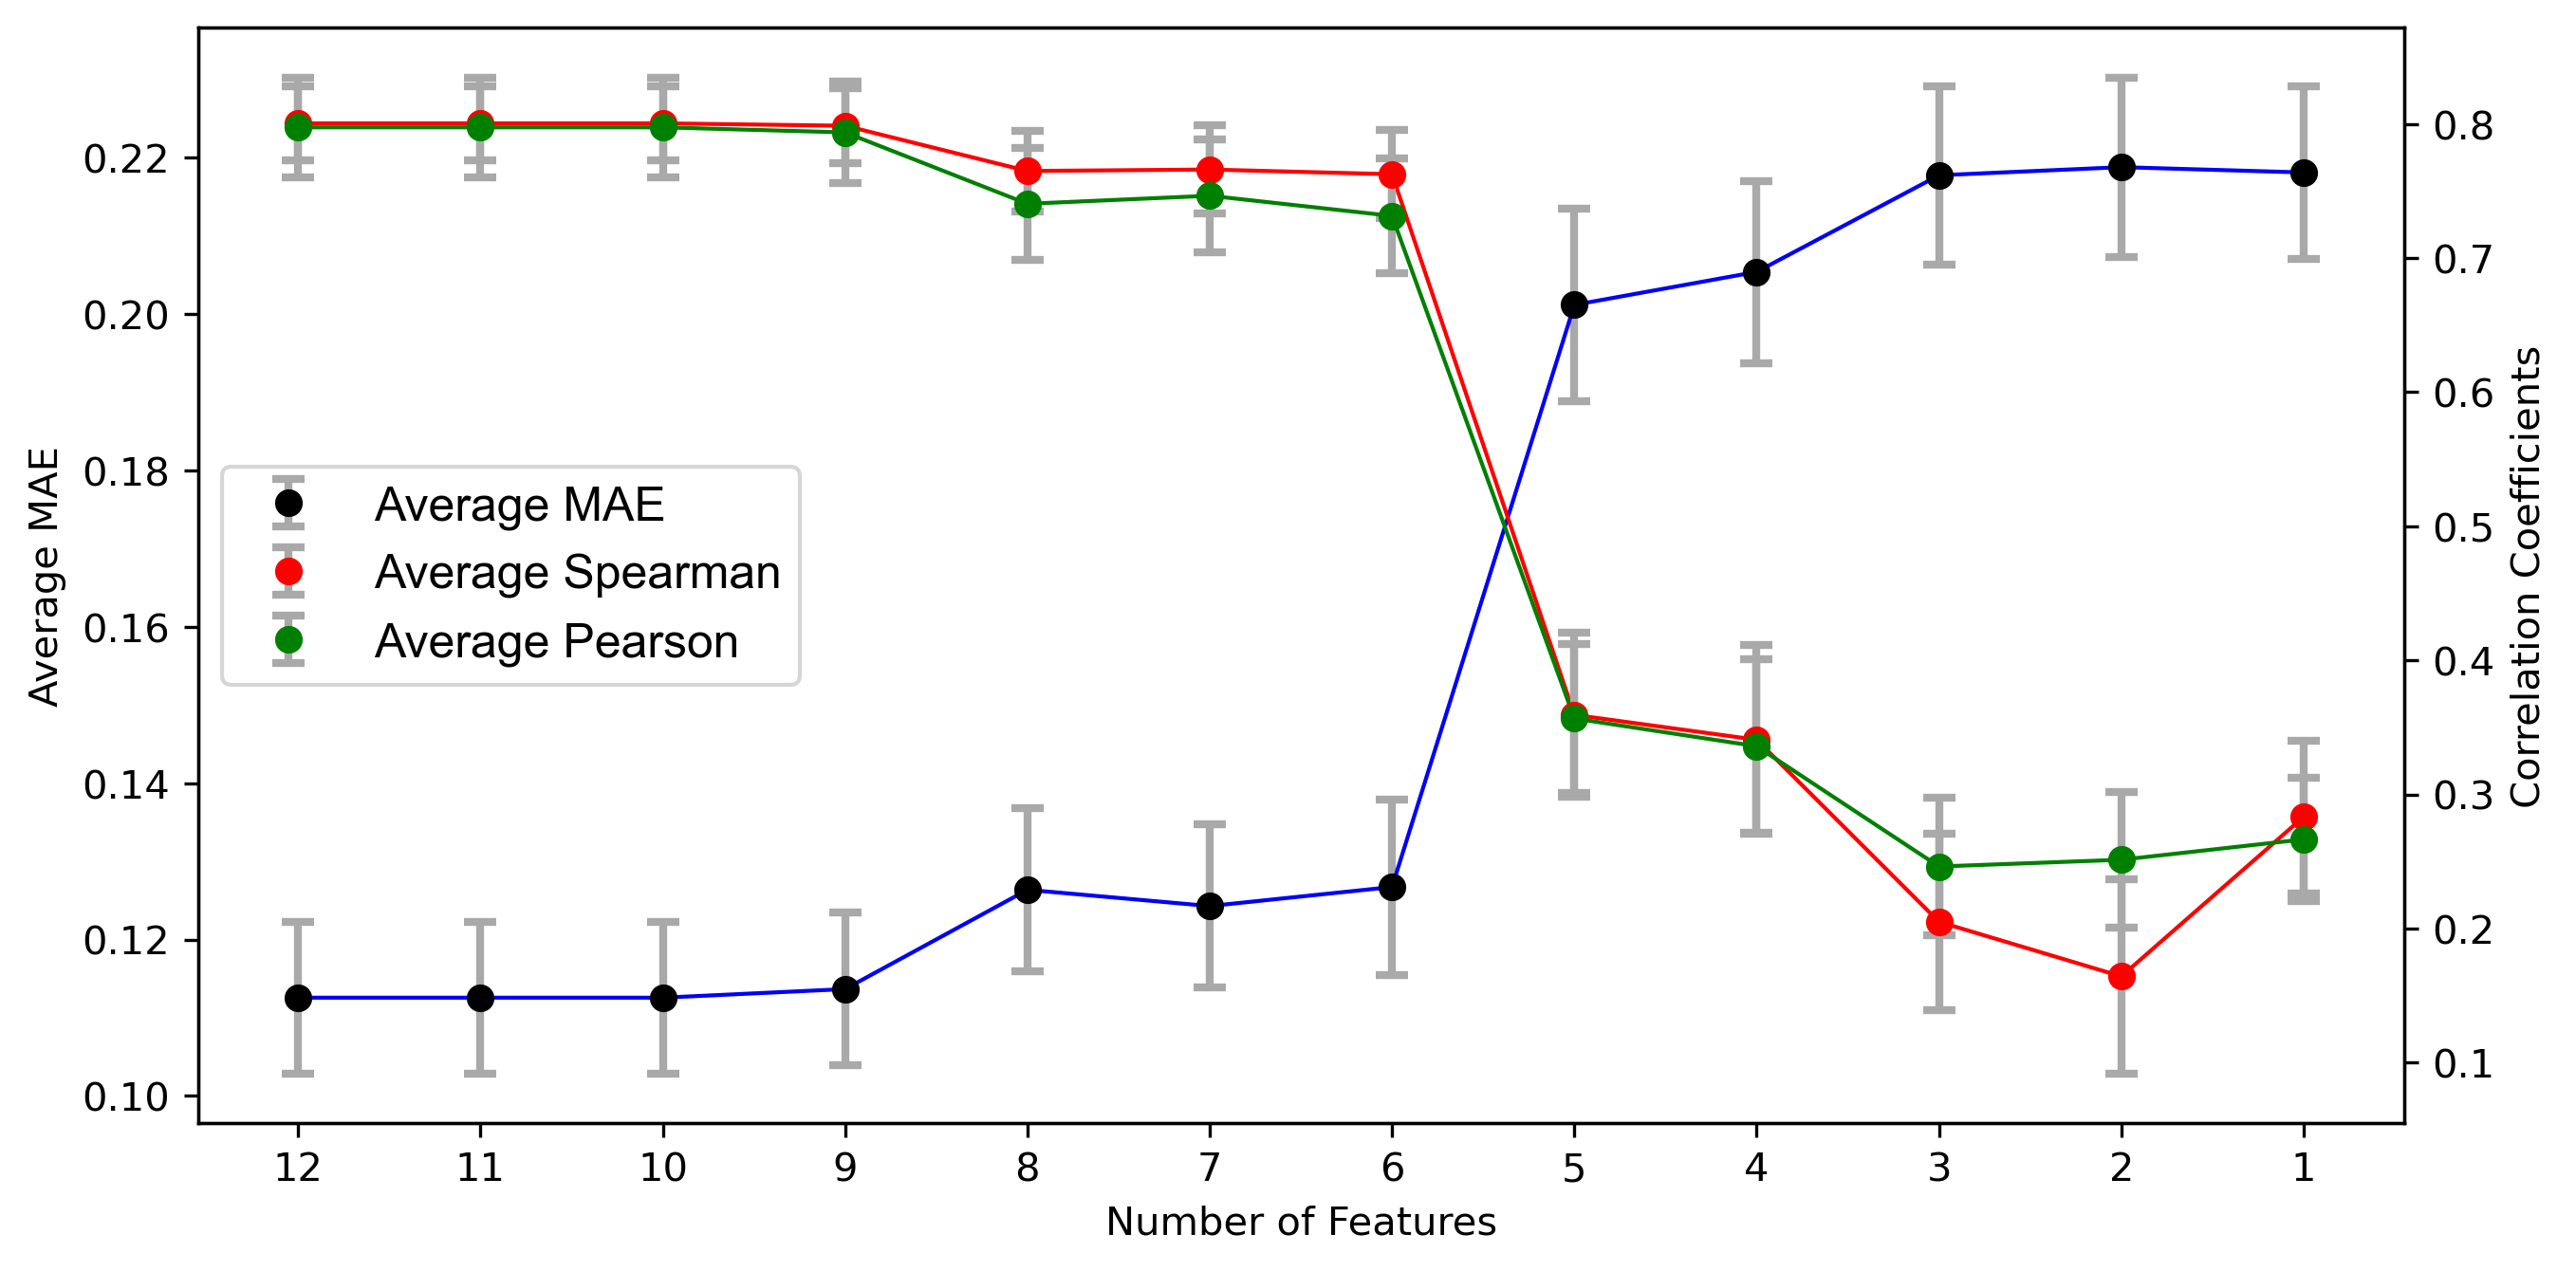 0.22
0.20
0.18
0.16
0.14
0.12
0.10
Average MAE
Average MAE
Average Spearman
Average Pearson
0.8
0.7
0.6
0.5
0.4
0.3
0.2
0.1
Correlation Coefficients
12 11 10 9 8 7 6 5 4 3 2 1
Number of Features